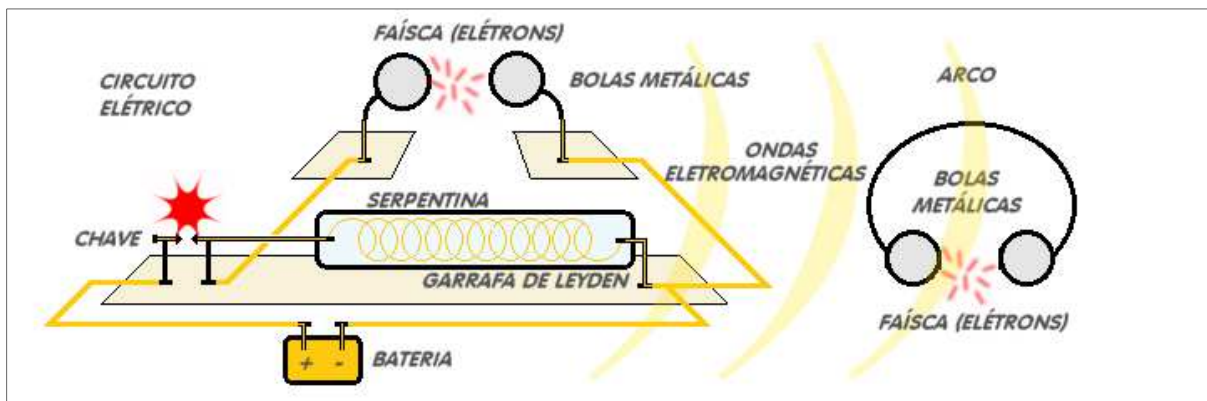 FAÍSCA (ELÉTRONS)
CIRCUITO
ELÉTRICO
BOLAS METÁLICAS
ARCO
ONDAS
ELETROMAGNÉTICAS
BOLAS
METÁLICAS
SERPENTINA
CHAVE
GARRAFA DE LEYDEN
FAÍSCA (ELÉTRONS)
+ -
BATERIA